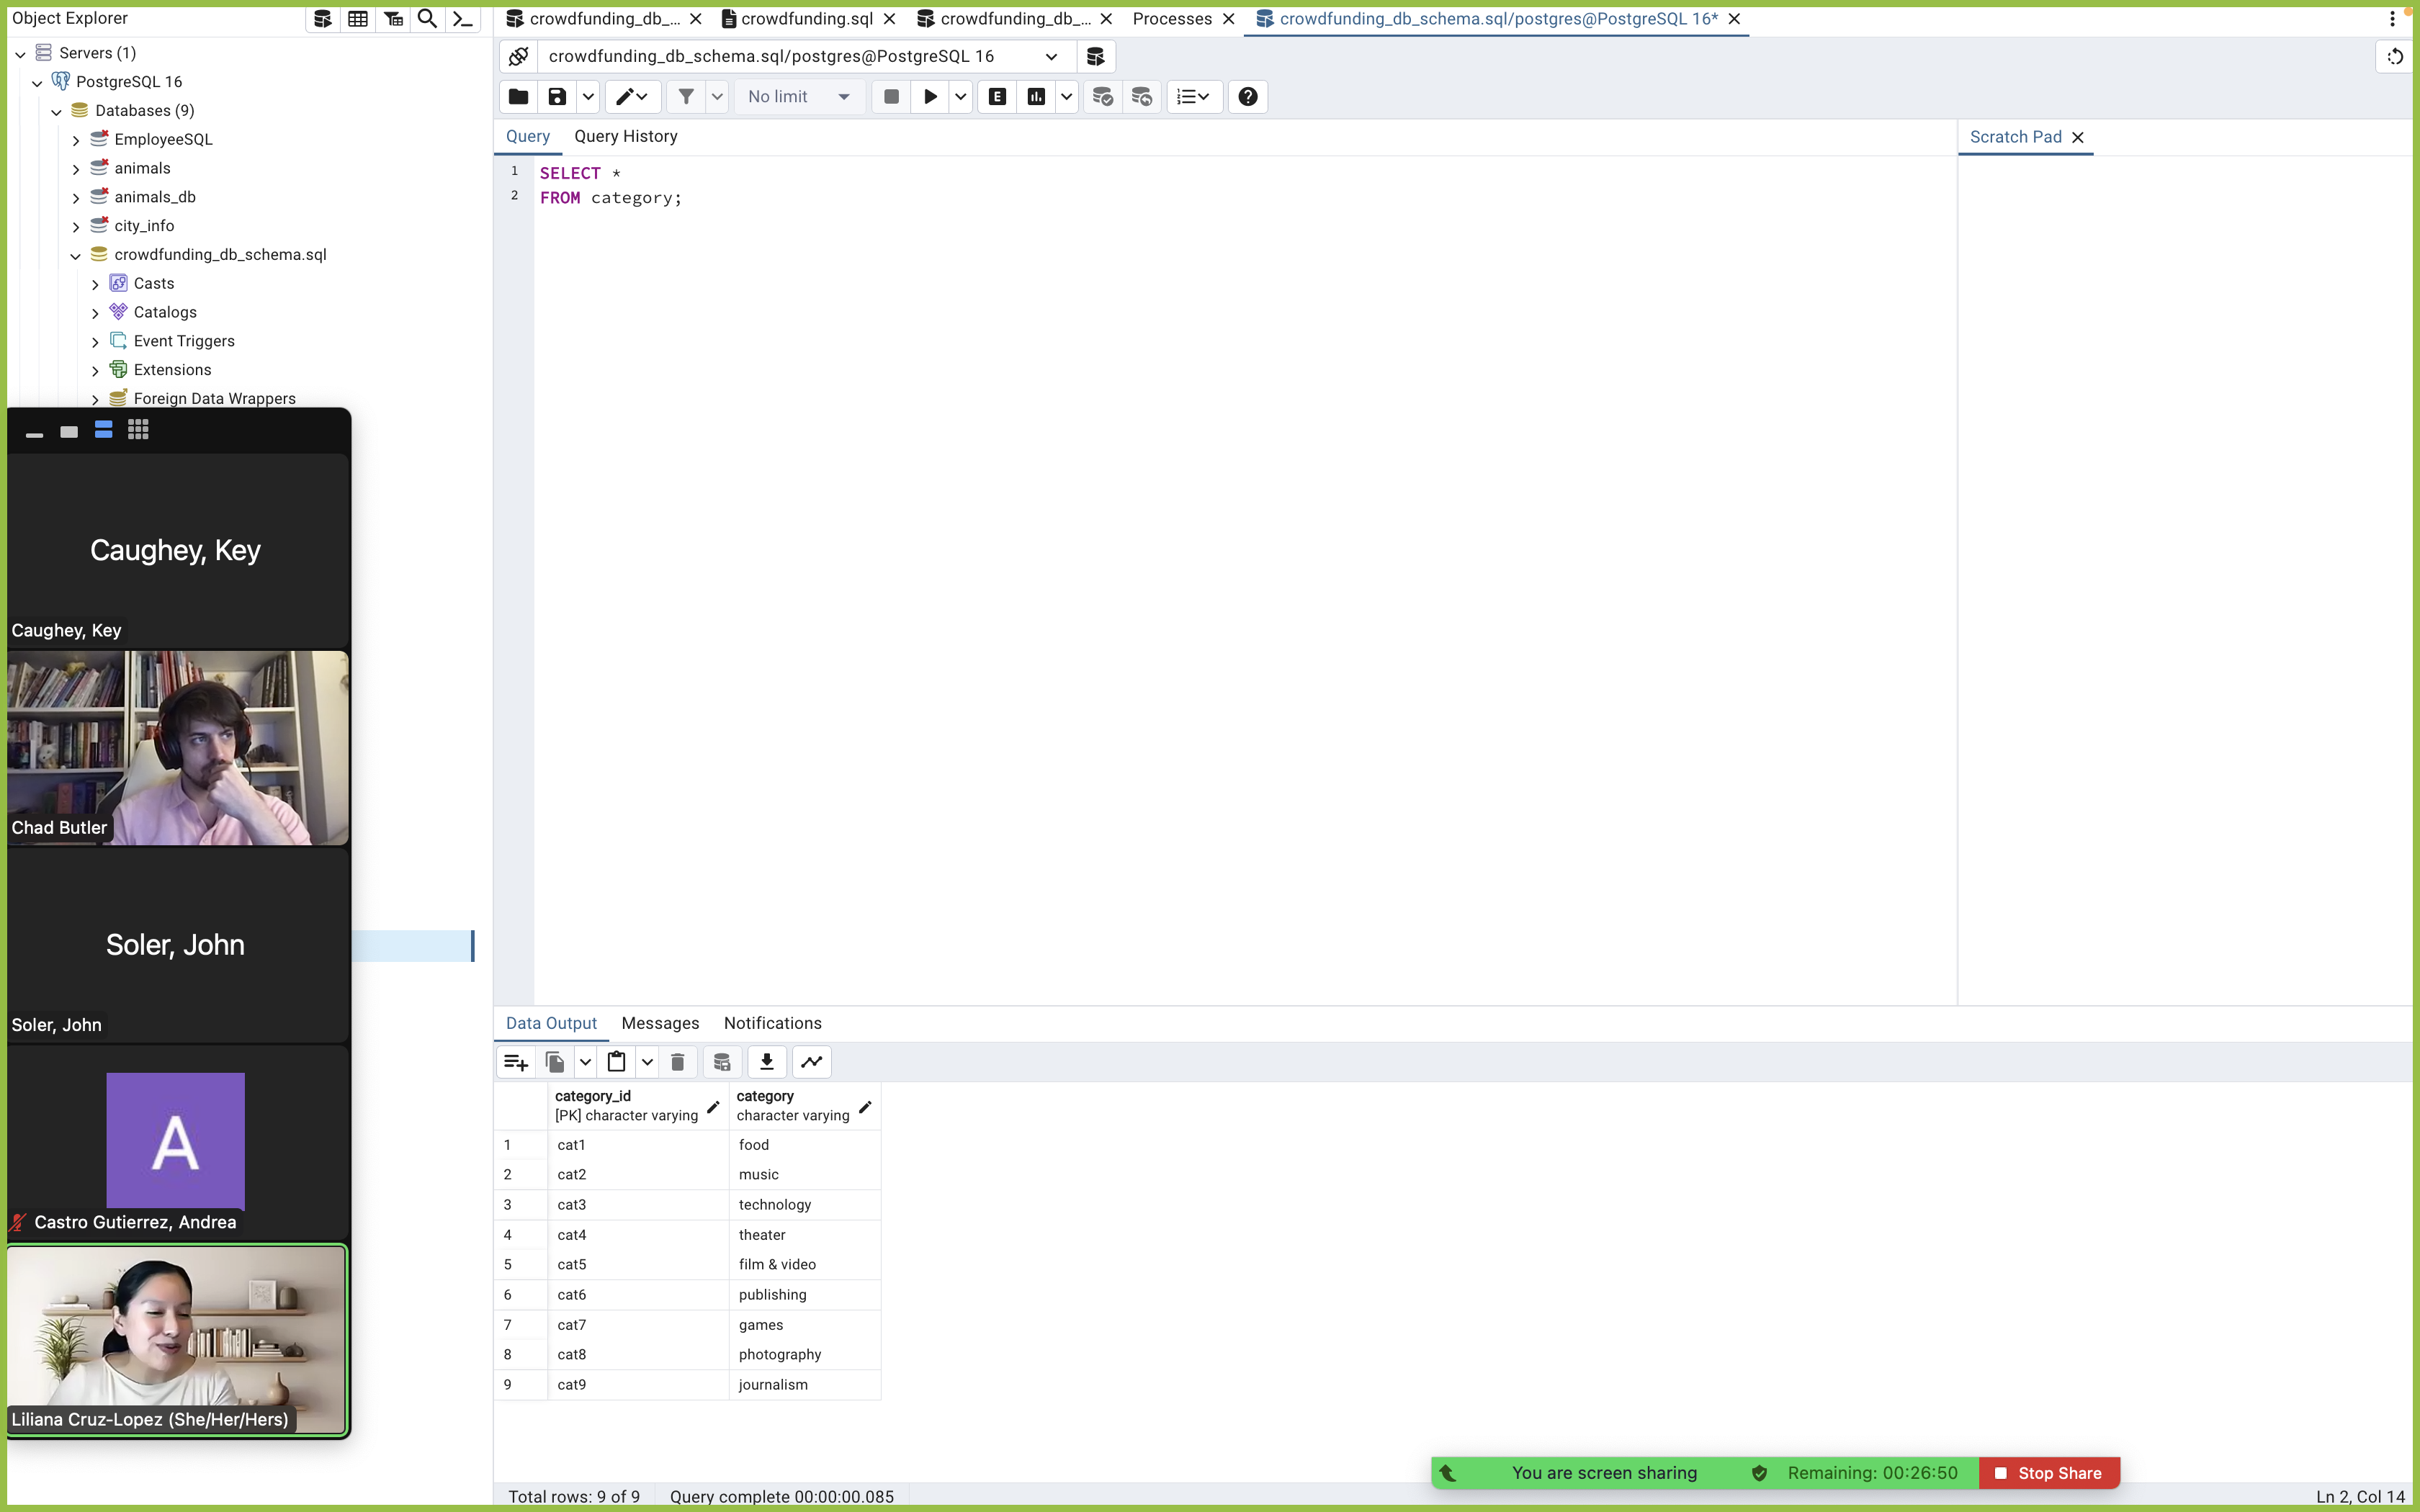 Object Explorer
crowdfunding_db_...
crowdfunding.sql
crowdfunding_db_...
Processes
crowdfunding_db_schema.sql/postgres@PostgreSQL 16*
Servers (1)
PostgreSQL 16
Databases (9)
EmployeeSQL
animals
animals_db
city_info
crowdfunding_db_schema.sql
Casts
Catalogs
Event Triggers
Extensions
Foreign Data Wrappers
crowdfunding_db_schema.sql/postgres@PostgreSQL 16
No limit
E
Query
Query History
Scratch Pad
1 SELECT *
2 FROM category;
Caughey, Key
Caughey, Key
Chad Butler
Soler, John
Soler, John
A
Castro Gutierrez, Andrea
Liliana Cruz-Lopez (She/Her/Hers)
Data Output
Messages
Notifications
category_id
[PK] character varying
category
character varying
1 cat1 food
2 cat2 music
3 cat3 technology
4 cat4 theater
5 cat5 film & video
6 cat6 publishing
7 cat7 games
8 cat8 photography
9 cat9 journalism
You are screen sharing
Remaining: 00:26:50
Stop Share
Total rows: 9 of 9
Query complete 00:00:00.085
Ln 2, Col 14